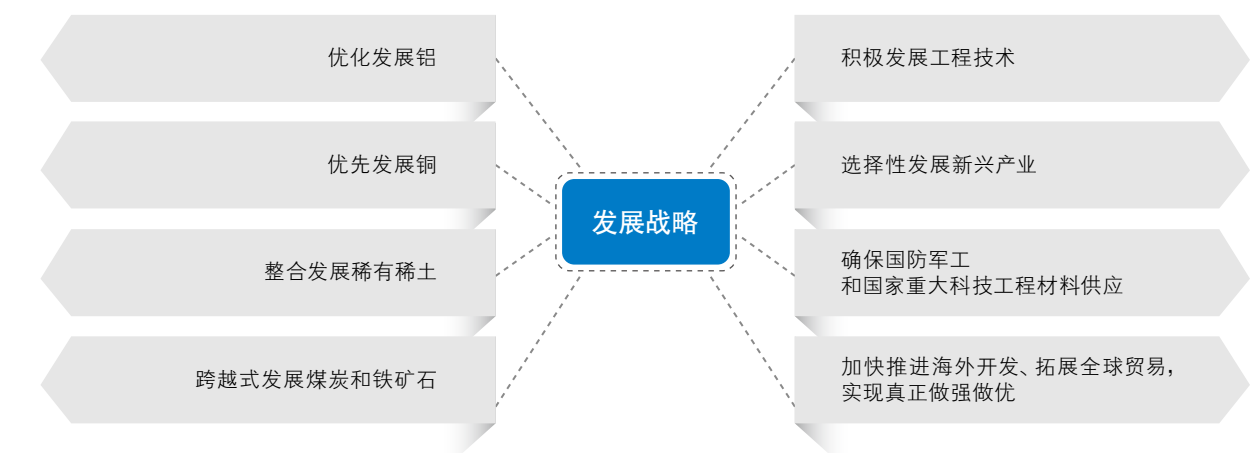 优化发展铝
优先发展铜
整合发展稀有稀土
跨越式发展煤炭和铁矿石
发展战略
积极发展工程技术
选择性发展新兴产业
确保国防军工
和国家重大科技工程材料供应
加快推进海外开发、拓展全球贸易，
实现真正做强做优